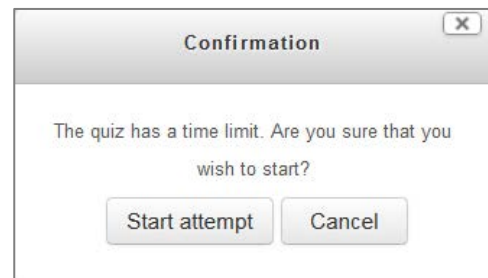 Confirmation
The quiz has a time limit. Are you sure that you
wish to start?
Start attempt Cancel